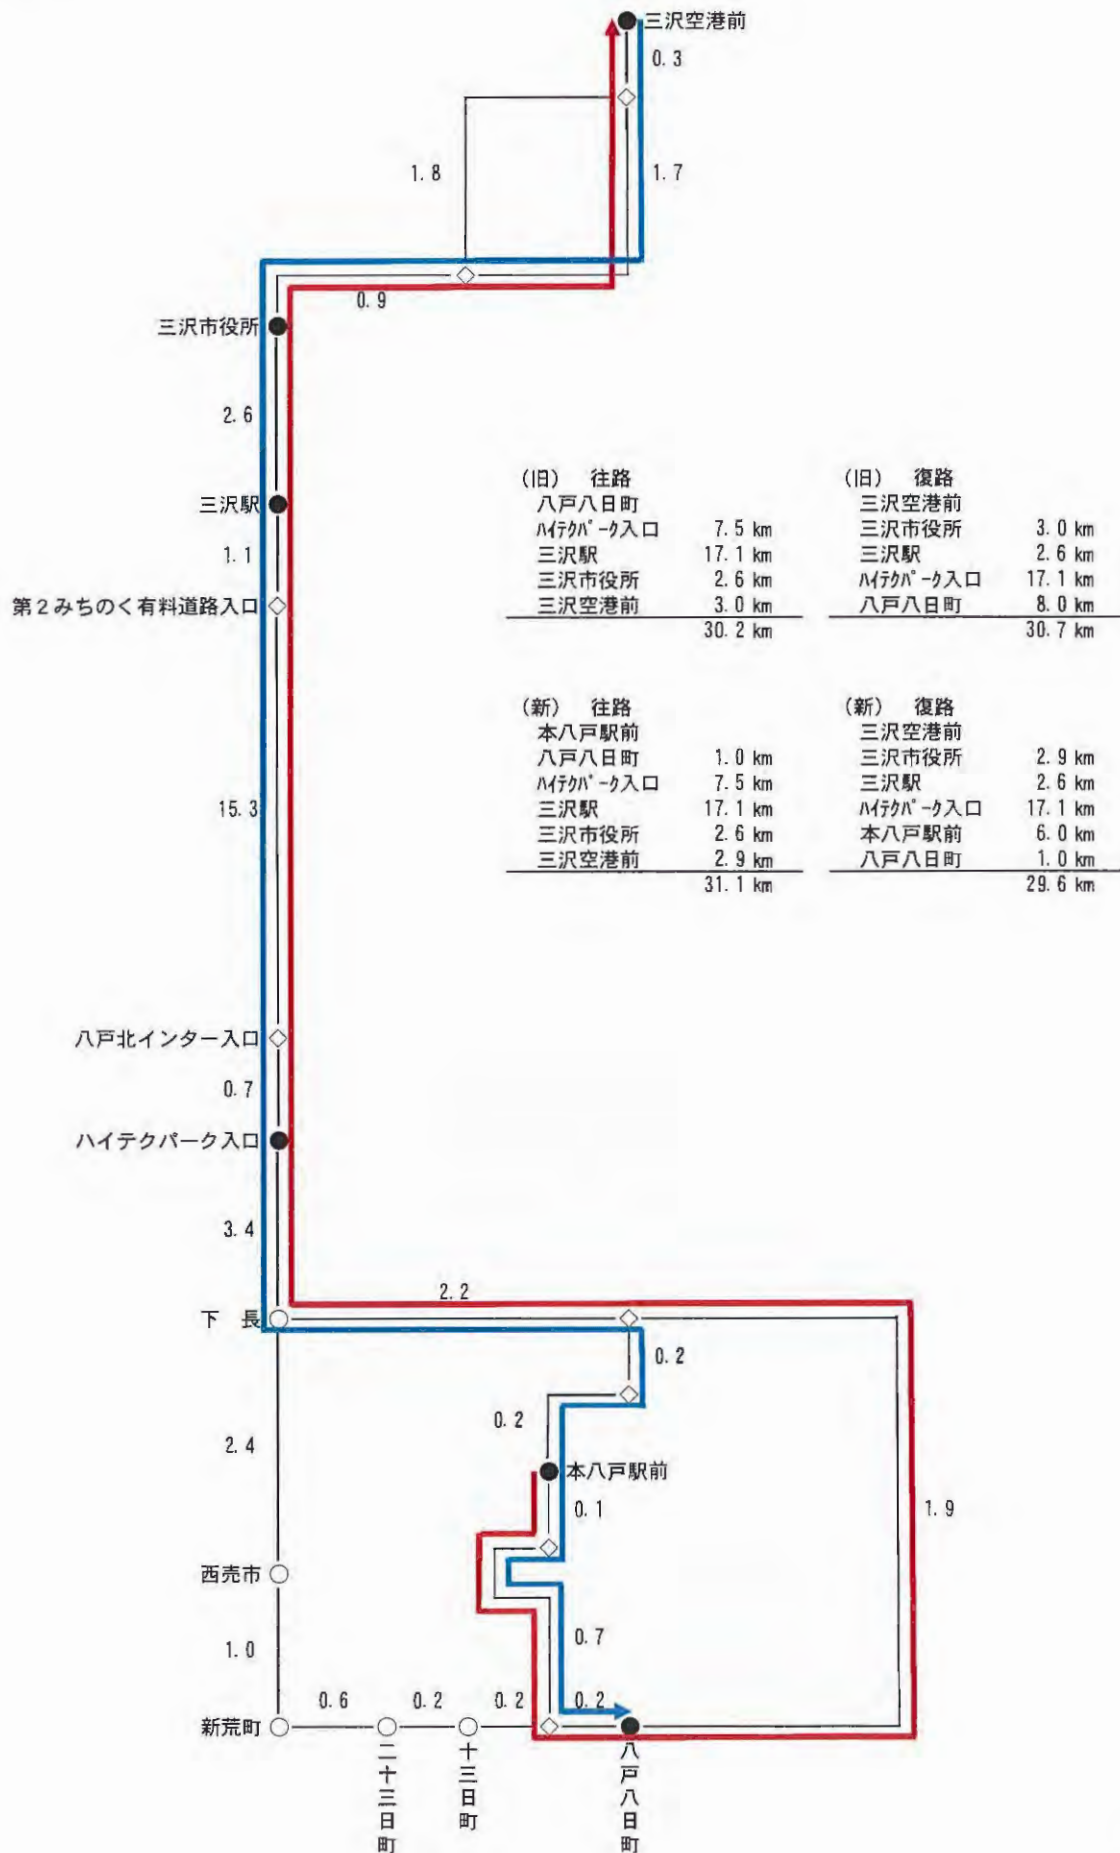 三沢空港前
0.3
1.8
1.7
0.9
三沢市役所
2.6
三沢駅
1.1
第2みちのく有料道路入口
15.3
八戸北インター入口
0.7
ハイテクパーク入口
3.4
2.2
下 長
0.2
0.2
2.4
本八戸駅前
0.1
1.9
西売市
0.7
1.0
0.6
0.2
0.2
0.2
新荒町
二十三日町
十三日町
八戸八日町
(旧) 往路
八戸八日町
ハイテクパーク入口 7.5 km
三沢駅 17.1 km
三沢市役所 2.6 km
三沢空港前 3.0 km
30.2 km
(旧) 復路
三沢空港前
三沢市役所 3.0 km
三沢駅 2.6 km
ハイテクパーク入口 17.1 km
八戸八日町 8.0 km
30.7 km
(新) 往路
本八戸駅前
八戸八日町 1.0 km
ハイテクパーク入口 7.5 km
三沢駅 17.1 km
三沢市役所 2.6 km
三沢空港前 2.9 km
31.1 km
(新) 復路
三沢空港前
三沢市役所 2.9 km
三沢駅 2.6 km
ハイテクパーク入口 17.1 km
本八戸駅前 6.0 km
八戸八日町 1.0 km
29.6 km